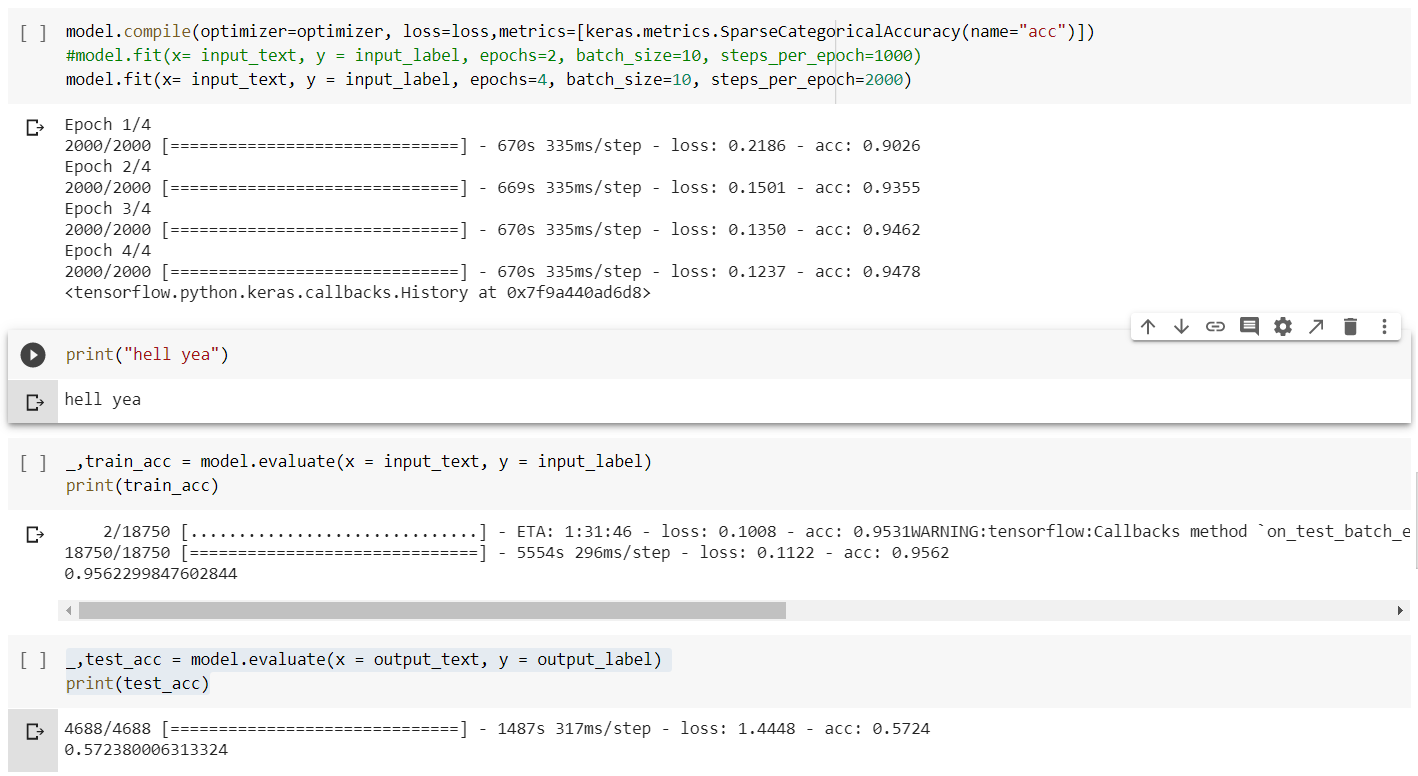 [ ] model.compile(optimizer=optimizer, loss=loss,metrics=[keras.metrics.SparseCategoricalAccuracy(name="acc")])
#model.fit(x= input_text, y = input_label, epochs=2, batch_size=10, steps_per_epoch=1000)
model.fit(x= input_text, y = input_label, epochs=4, batch_size=10, steps_per_epoch=2000)
Epoch 1/4
2000/2000 [==============================] - 670s 335ms/step - loss: 0.2186 - acc: 0.9026
Epoch 2/4
2000/2000 [==============================] - 669s 335ms/step - loss: 0.1501 - acc: 0.9355
Epoch 3/4
2000/2000 [==============================] - 670s 335ms/step - loss: 0.1350 - acc: 0.9462
Epoch 4/4
2000/2000 [==============================] - 670s 335ms/step - loss: 0.1237 - acc: 0.9478
<tensorflow.python.keras.callbacks.History at 0x7f9a440ad6d8>
print("hell yea")
hell yea
[ ] _,train_acc = model.evaluate(x = input_text, y = input_label)
print(train_acc)
2/18750 [..............................] - ETA: 1:31:46 - loss: 0.1008 - acc: 0.9531WARNING:tensorflow:Callbacks method `on_test_batch_e
18750/18750 [==============================] - 5554s 296ms/step - loss: 0.1122 - acc: 0.9562
0.9562299847602844
[ ] _,test_acc = model.evaluate(x = output_text, y = output_label)
print(test_acc)
4688/4688 [==============================] - 1487s 317ms/step - loss: 1.4448 - acc: 0.5724
0.572380006313324